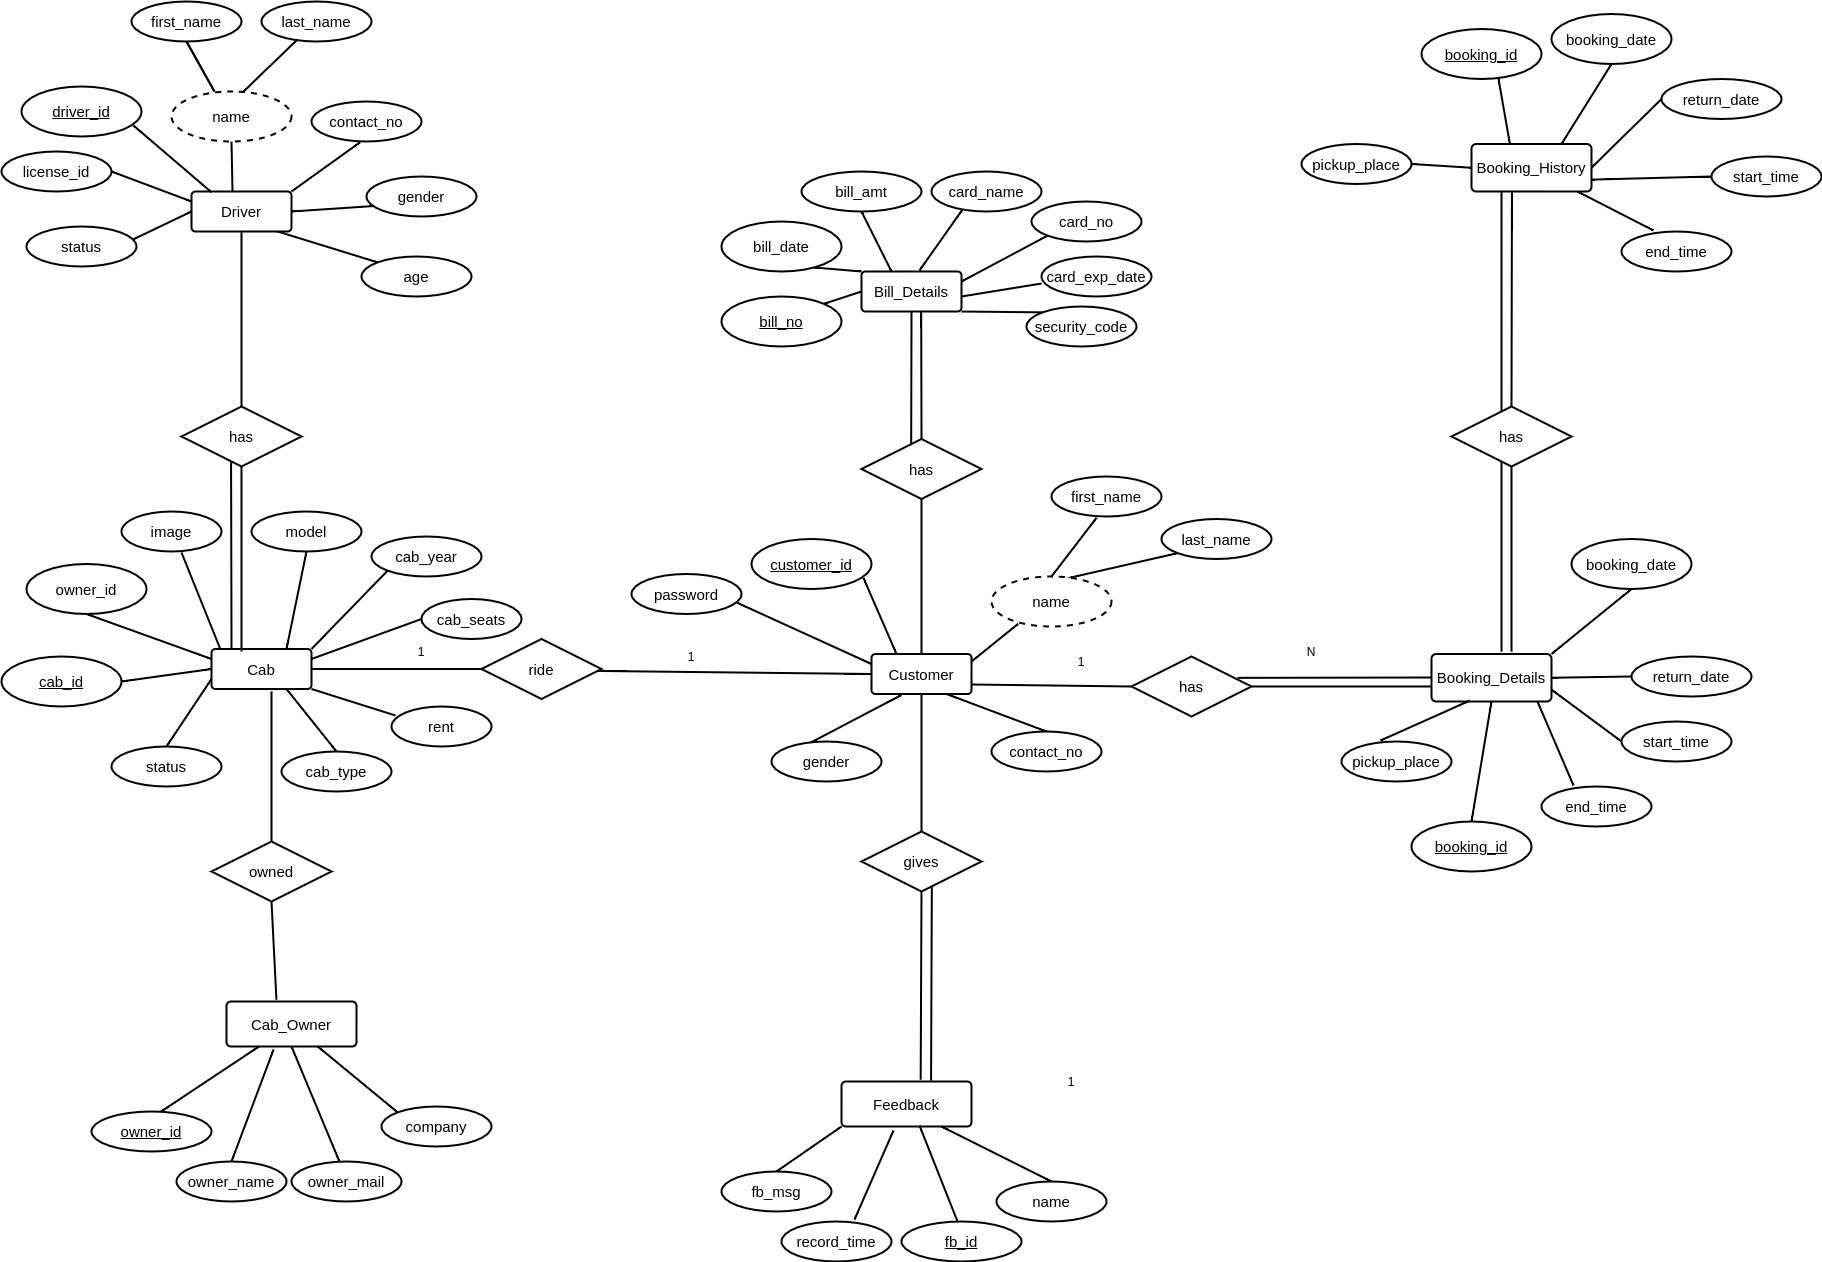 first_name
last_name
driver_id
name
contact_no
license_id
gender
Driver
status
age
has
image
model
cab_year
owner_id
cab_seats
Cab
cab_id
rent
status
cab_type
owned
Cab_Owner
owner_id
company
owner_name
owner_mail
1
ride
1
bill_amt
card_name
card_no
bill_date
card_exp_date
Bill_Details
bill_no
security_code
has
first_name
last_name
customer_id
password
name
Customer
gender
contact_no
1
has
N
gives
Feedback
1
fb_msg
name
record_time
fb_id
booking_id
booking_date
return_date
pickup_place
Booking_History
start_time
end_time
has
booking_date
Booking_Details
return_date
start_time
pickup_place
end_time
booking_id